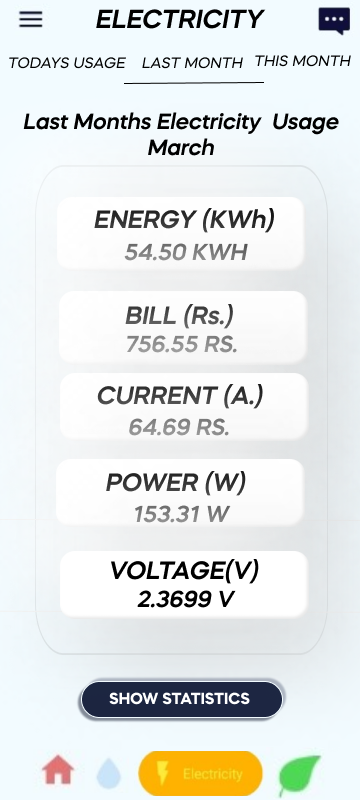 ELECTRICITY
TODAYS USAGE LAST MONTH THIS MONTH
Last Months Electricity Usage
March
ENERGY (KWh)
54.50 KWH
BILL (Rs.)
756.55 RS.
CURRENT (A.)
64.69 RS.
POWER (W)
153.31 W
VOLTAGE(V)
2.3699 V
SHOW STATISTICS
Electricity